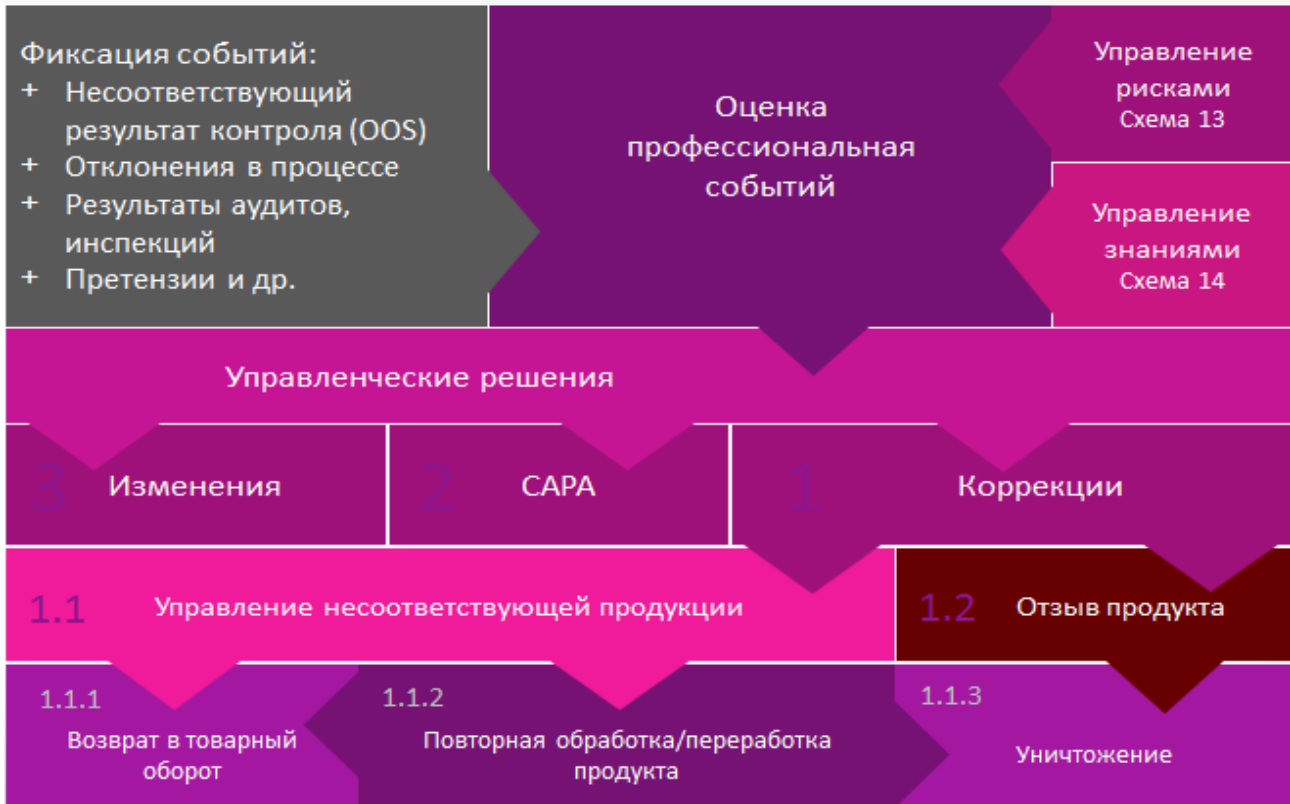 Фиксация событий:
+ Несоответствующий
результат контроля (OOS)
+ Отклонения в процессе
+ Результаты аудитов,
инспекций
+ Претензии и др.
Оценка
профессиональная
событий
Управление
рисками
Схема 13
Управление
знаниями
Схема 14
Управленческие решения
3 Изменения
2 САРА
1 Коррекции
1.1 Управление несоответствующей продукции
1.2 Отзыв продукта
1.1.1
Возврат в товарный
оборот
1.1.2
Повторная обработка/переработка
продукта
1.1.3
Уничтожение